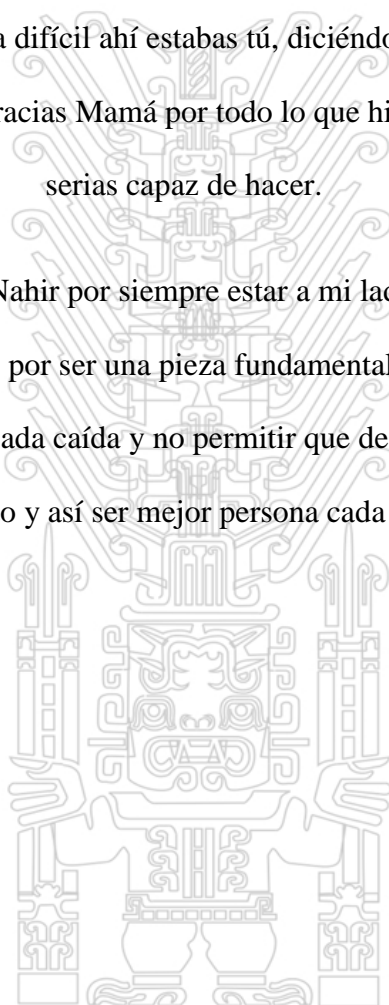 a difícil ahí estabas tú, diciéndo
racias Mamá por todo lo que hi
serias capaz de hacer.
Nahir por siempre estar a mi lad
por ser una pieza fundamental
ada caída y no permitir que de
o y así ser mejor persona cada